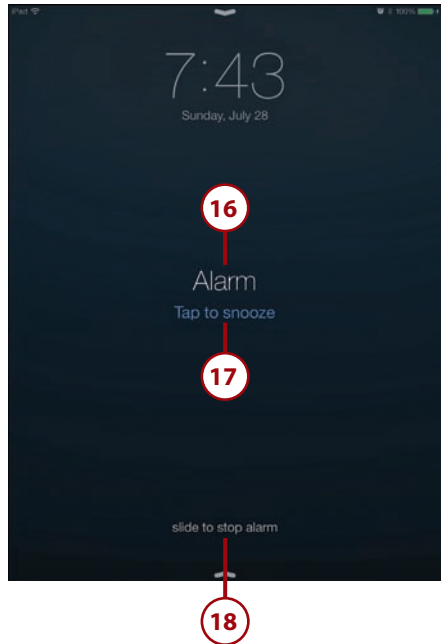 iPad 100%
7:43
Sunday, July 28
16
Alarm
Tap to snooze
17
slide to stop alarm
18